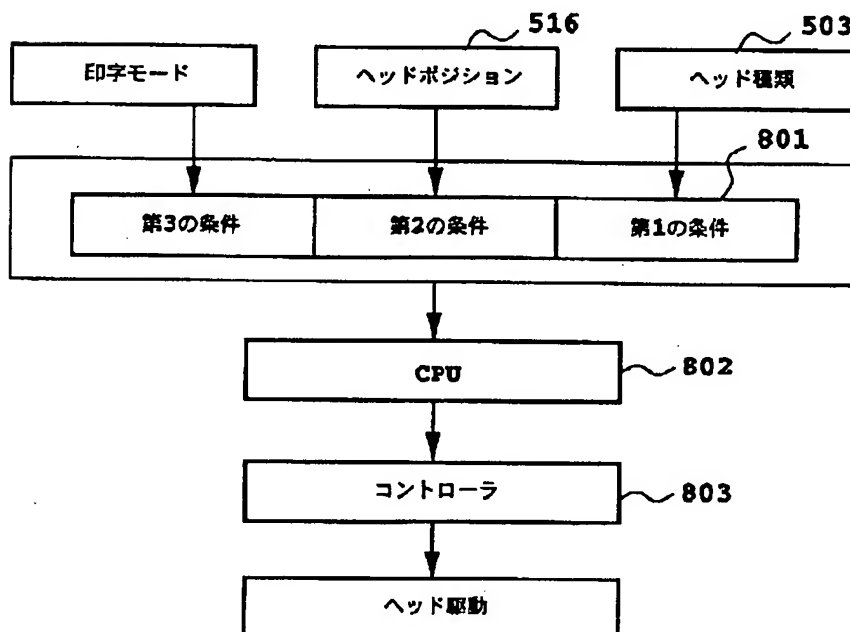 516
503
印字モード
ヘッドポジション
ヘッド種類
801
第3の条件
第2の条件
第1の条件
CPU
802
コントローラ
803
ヘッド駆動